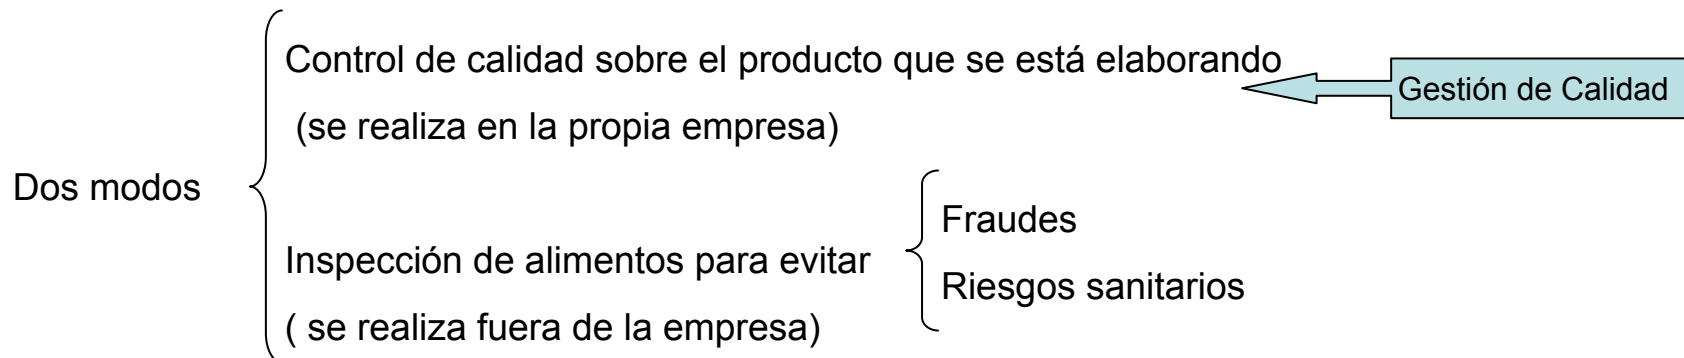 Control de calidad sobre el producto que se está elaborando
Gestión de Calidad
(se realiza en la propia empresa)
Dos modos
Fraudes
Inspección de alimentos para evitar
Riesgos sanitarios
( se realiza fuera de la empresa)